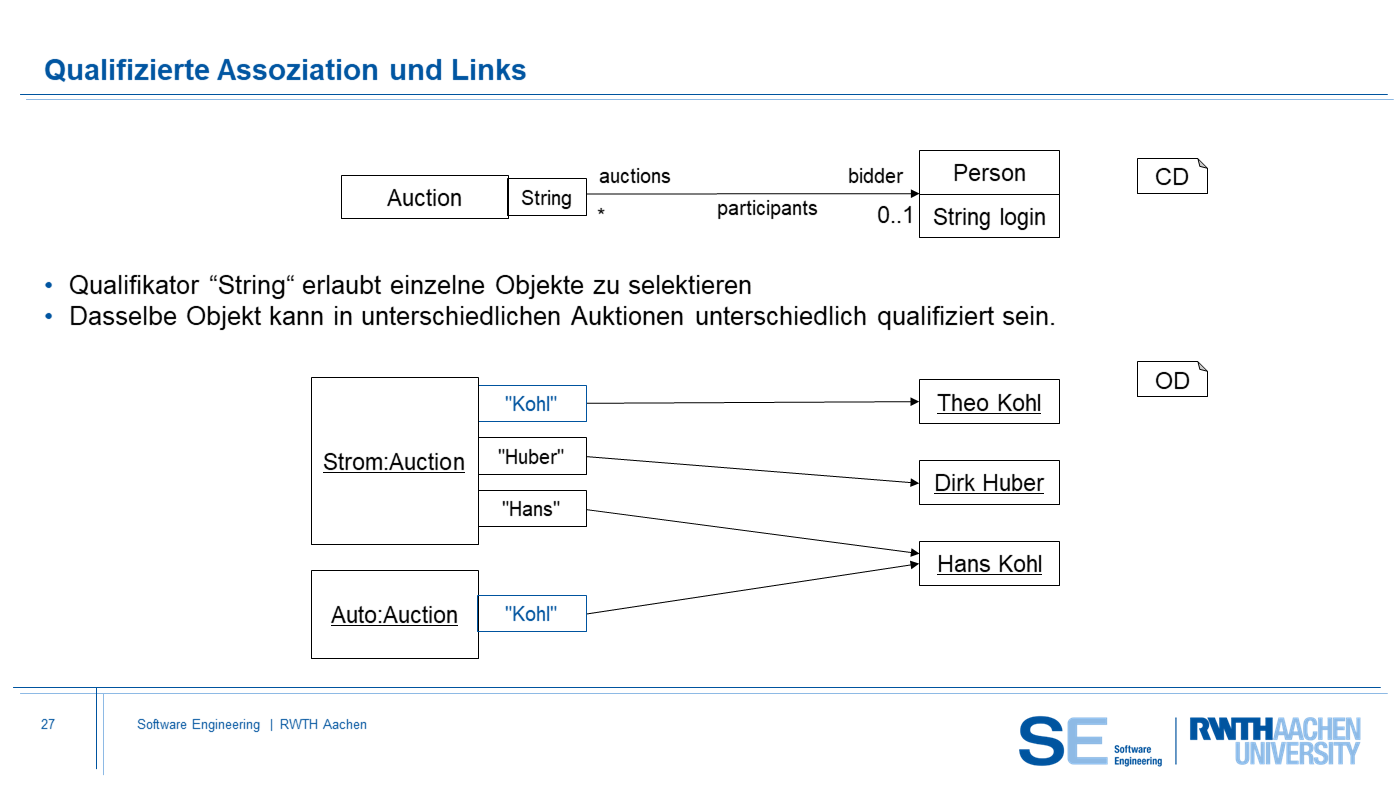 Qualifizierte Assoziation und Links
Auction
String
auctions
*
participants
bidder
0..1
Person
String login
CD
• Qualifikator “String“ erlaubt einzelne Objekte zu selektieren
• Dasselbe Objekt kann in unterschiedlichen Auktionen unterschiedlich qualifiziert sein.
OD
Strom:Auction
"Kohl"
"Huber"
"Hans"
Theo Kohl
Dirk Huber
Hans Kohl
Auto:Auction
"Kohl"
27
Software Engineering | RWTH Aachen
SE Software
Engineering
RWTHAACHEN
UNIVERSITY